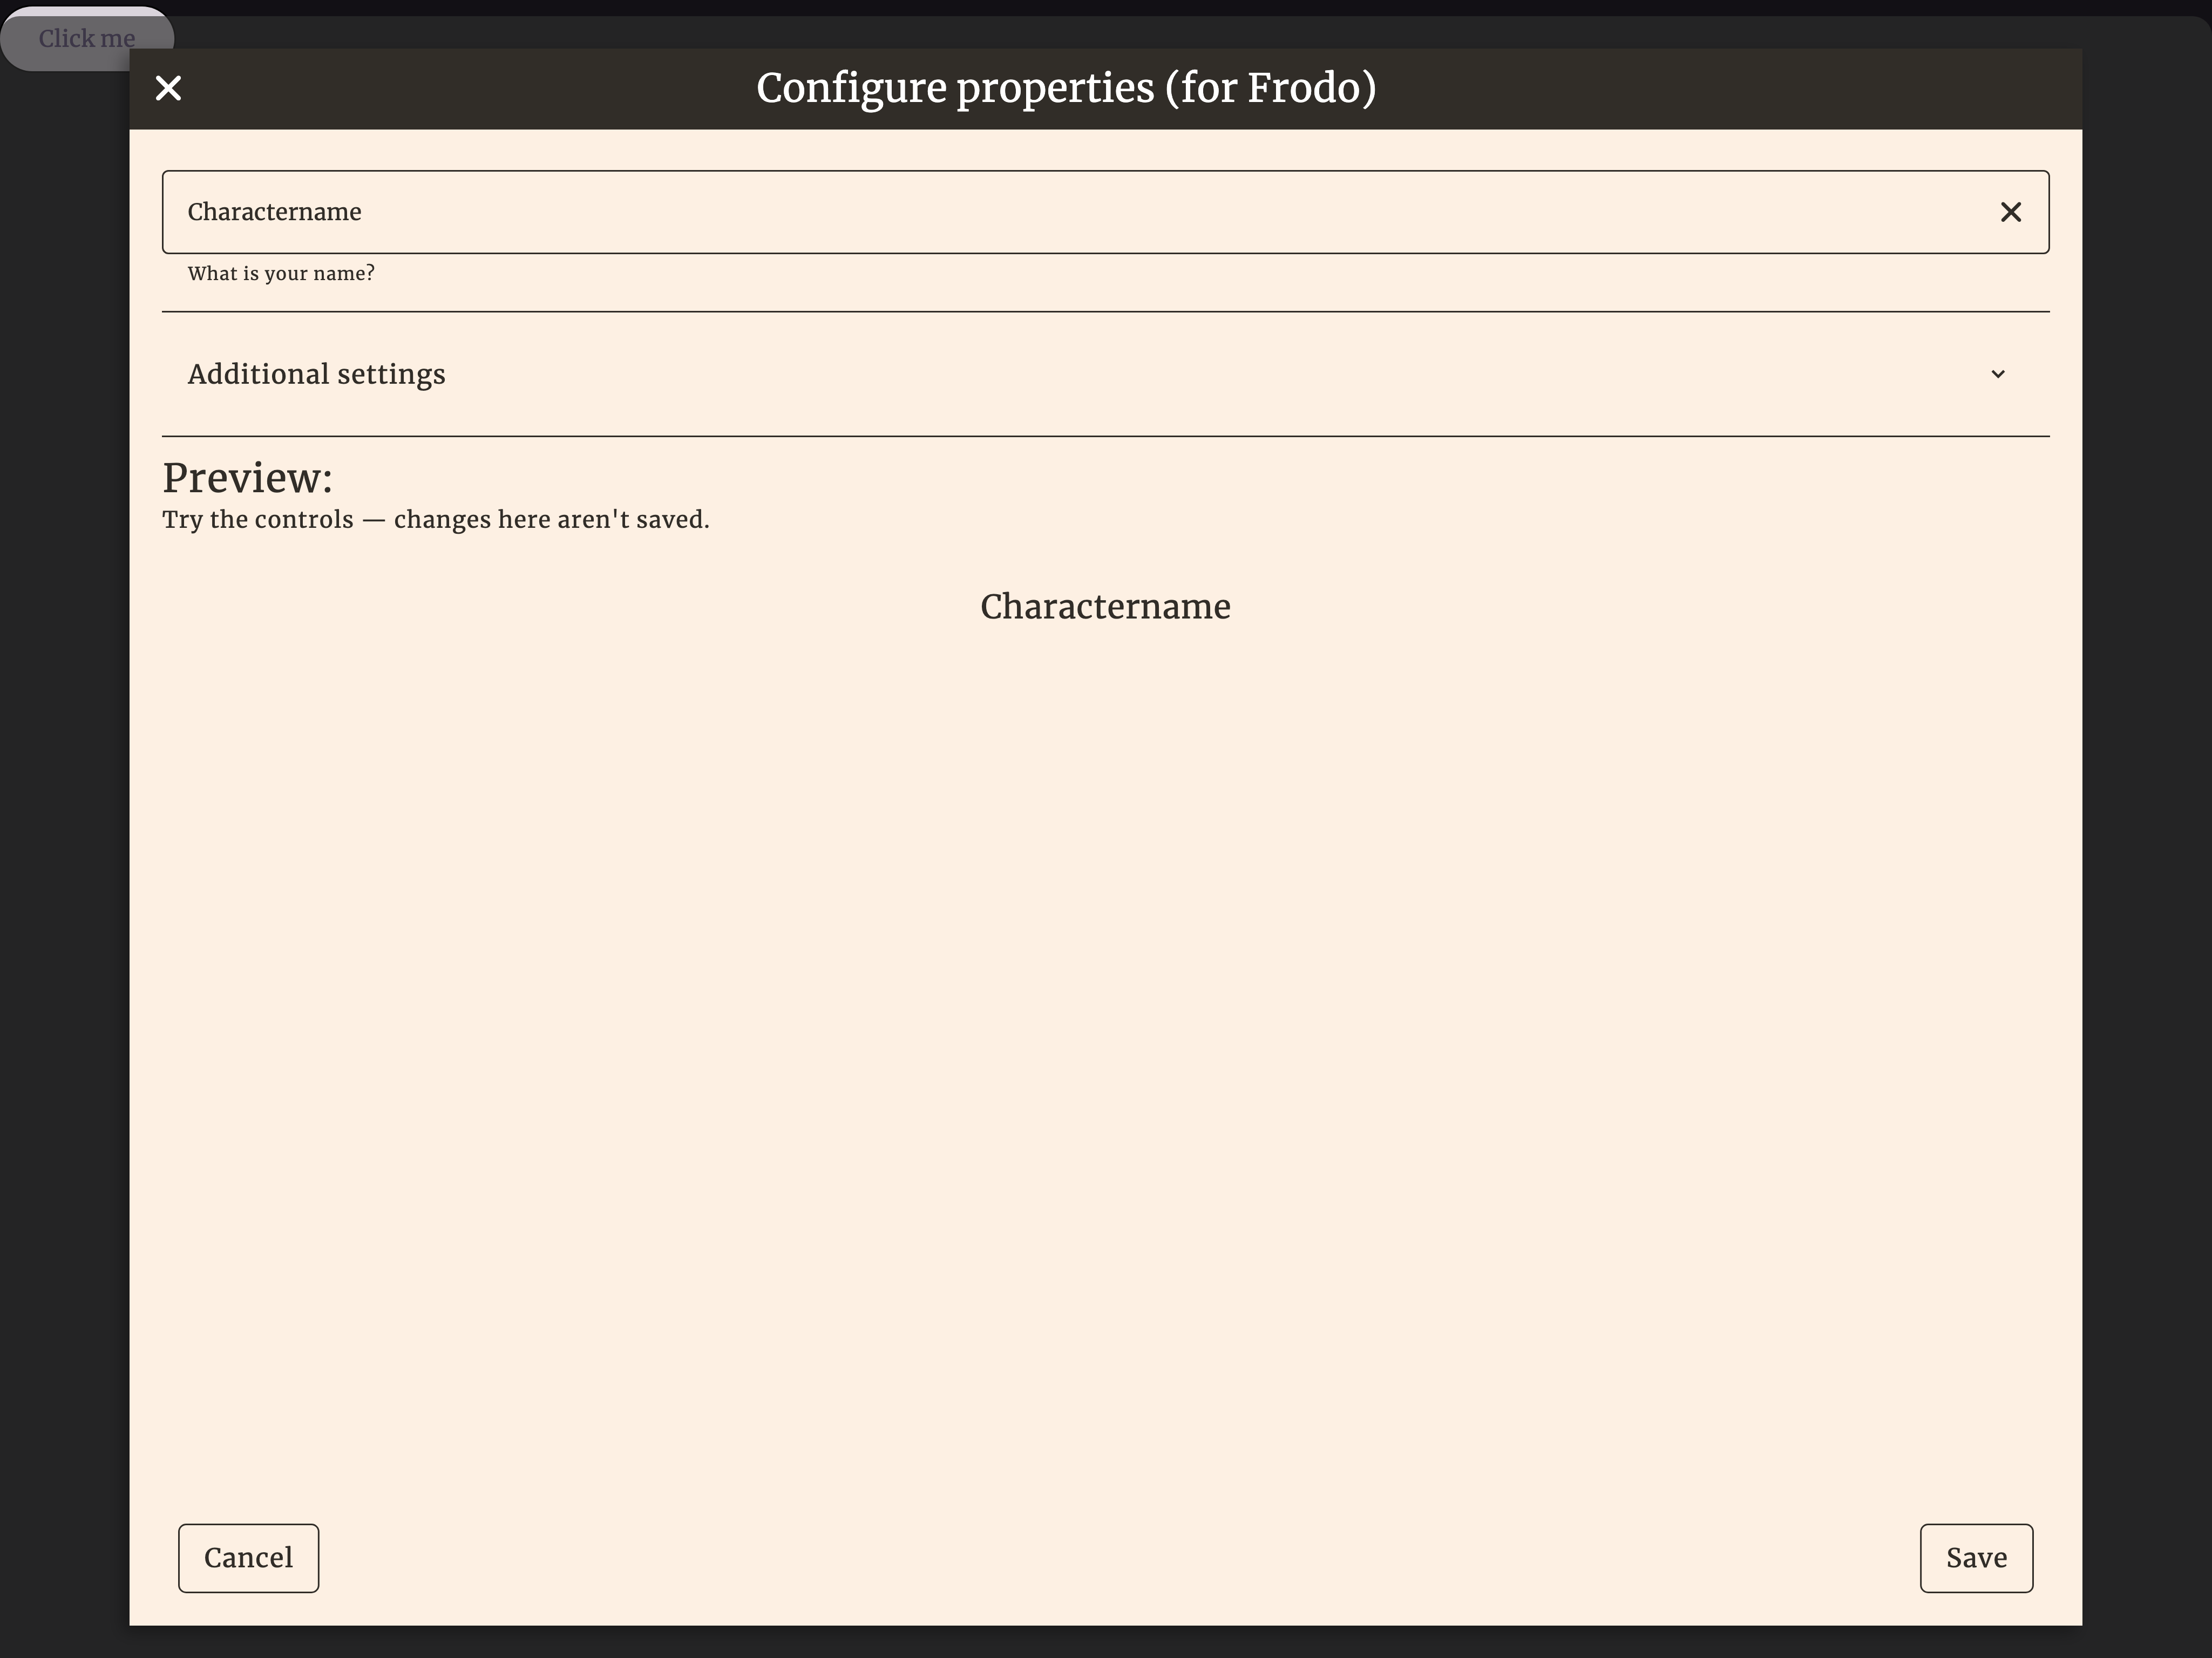 Click me
Configure properties (for Frodo)
Charactername
What is your name?
Additional settings
Preview:
Try the controls — changes here aren't saved.
Charactername
Cancel
Save